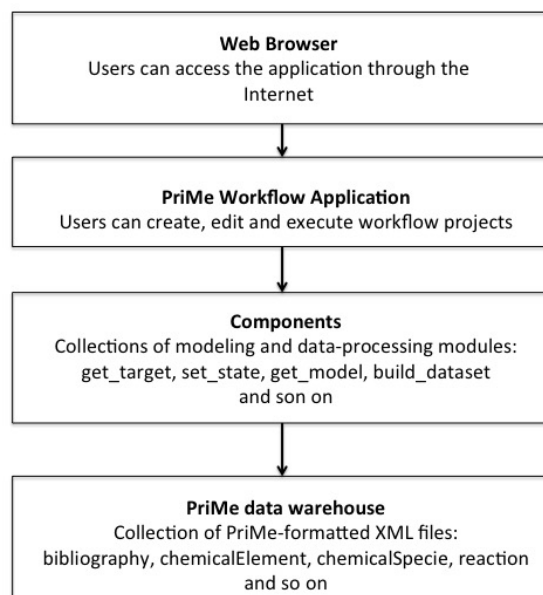 Web Browser
Users can access the application through the
Internet
PriMe Workflow Application
Users can create, edit and execute workflow projects
Components
Collections of modeling and data-processing modules:
get_target, set_state, get_model, build_dataset
and son on
PriMe data warehouse
Collection of PriMe-formatted XML files:
bibliography, chemicalElement, chemicalSpecie, reaction
and so on